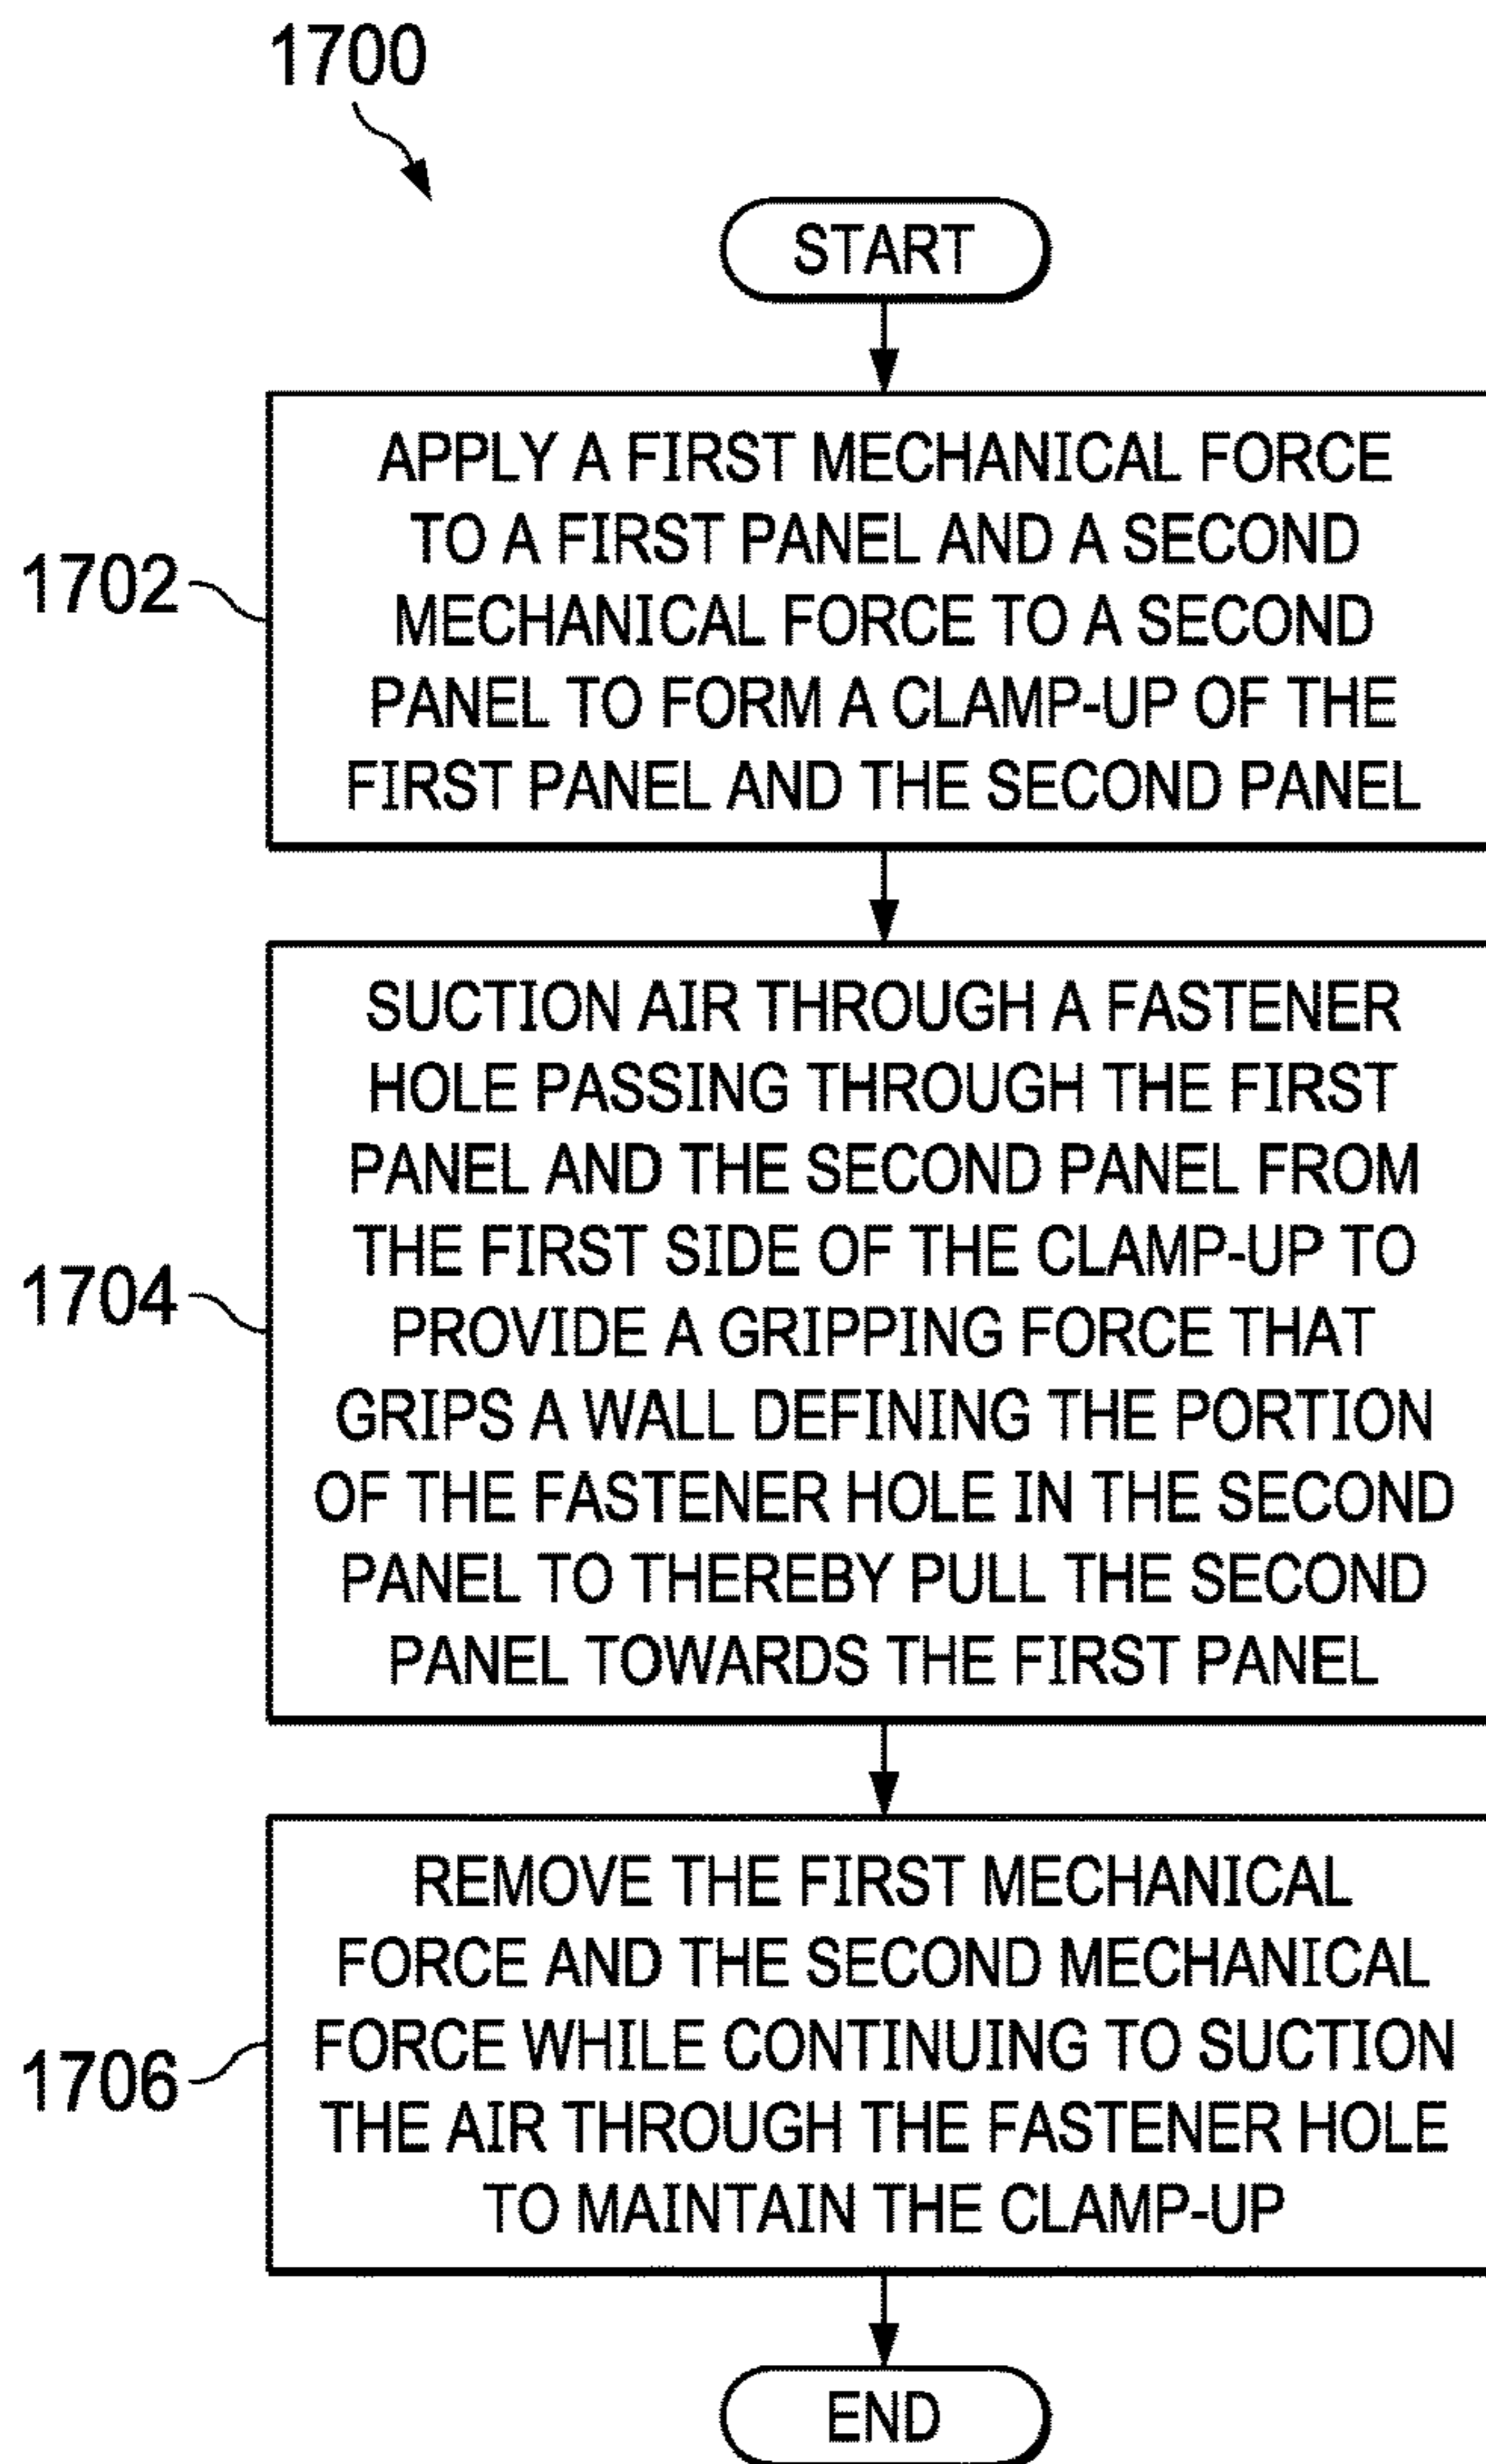 1700
START
1702
APPLY A FIRST MECHANICAL FORCE
TO A FIRST PANEL AND A SECOND
MECHANICAL FORCE TO A SECOND
PANEL TO FORM A CLAMP-UP OF THE
FIRST PANEL AND THE SECOND PANEL
1704
SUCTION AIR THROUGH A FASTENER
HOLE PASSING THROUGH THE FIRST
PANEL AND THE SECOND PANEL FROM
THE FIRST SIDE OF THE CLAMP-UP TO
PROVIDE A GRIPPING FORCE THAT
GRIPS A WALL DEFINING THE PORTION
OF THE FASTENER HOLE IN THE SECOND
PANEL TO THEREBY PULL THE SECOND
PANEL TOWARDS THE FIRST PANEL
1706
REMOVE THE FIRST MECHANICAL
FORCE AND THE SECOND MECHANICAL
FORCE WHILE CONTINUING TO SUCTION
THE AIR THROUGH THE FASTENER HOLE
TO MAINTAIN THE CLAMP-UP
END